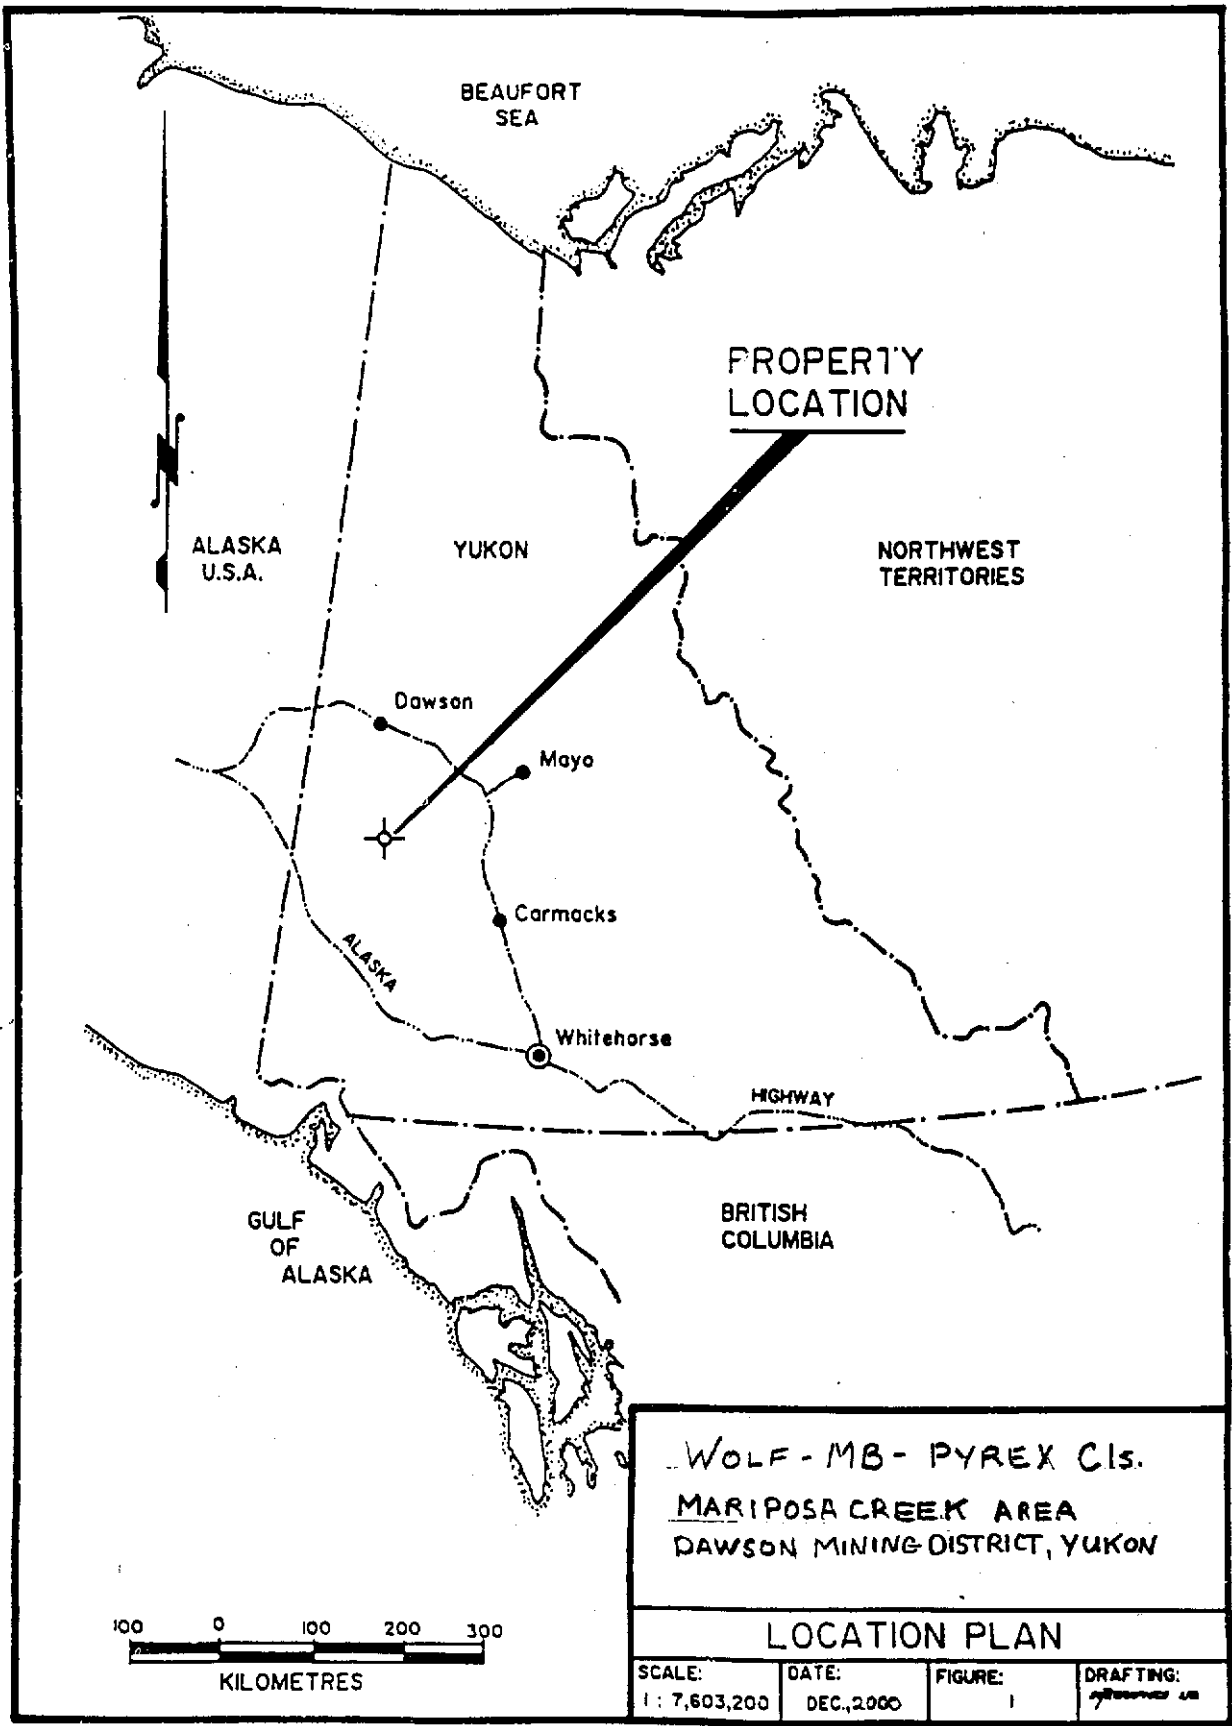 BEAUFORT
SEA
PROPERTY
LOCATION
ALASKA
U.S.A.
YUKON
NORTHWEST
TERRITORIES
Dawson
Mayo
Carmacks
ALASKA
Whitehorse
HIGHWAY
GULF
OF
ALASKA
BRITISH
COLUMBIA
WOLF - MB - PYREX Cls.
MARIPOSA CREEK AREA
DAWSON MINING DISTRICT, YUKON
100 0 100 200 300
KILOMETRES
LOCATION PLAN
SCALE:
1 : 7,603,200
DATE:
DEC.,2000
FIGURE:
1
DRAFTING: